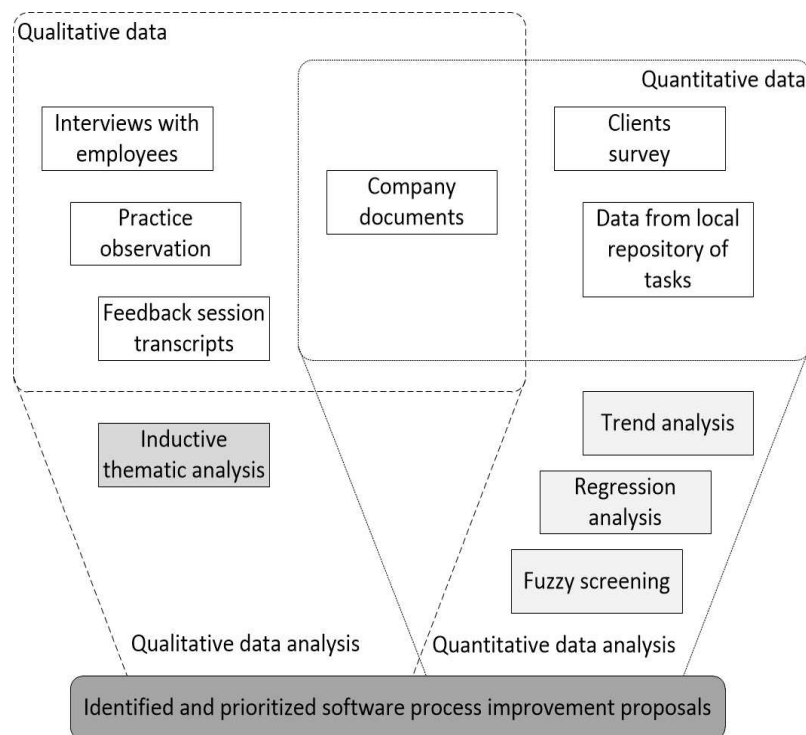 Qualitative data
Quantitative data
Interviews with
employees
Clients
survey
Company
documents
Practice
observation
Data from local
repository of
tasks
Feedback session
transcripts
Trend analysis
Inductive
thematic analysis
Regression
analysis
Fuzzy screening
Qualitative data analysis
Quantitative data analysis
Identified and prioritized software process improvement proposals